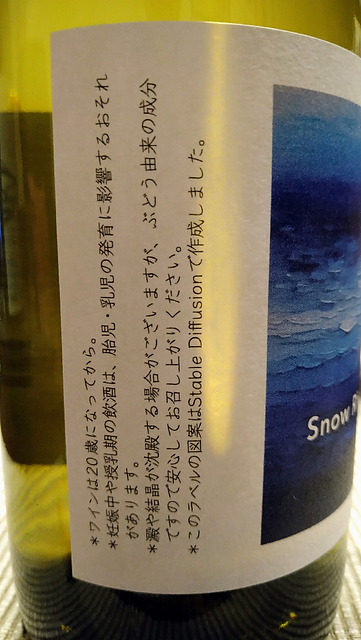 *ワインは20歳になってから。
*妊娠中や授乳期の飲酒は、胎児・乳児の発育に影響するおそれ
があります。
*澱や結晶が沈殿する場合がございますが、ぶどう由来の成分
ですので安心してお召し上がりください。
*このラベルの図案はStable Diffusionで作成しました。
Snow